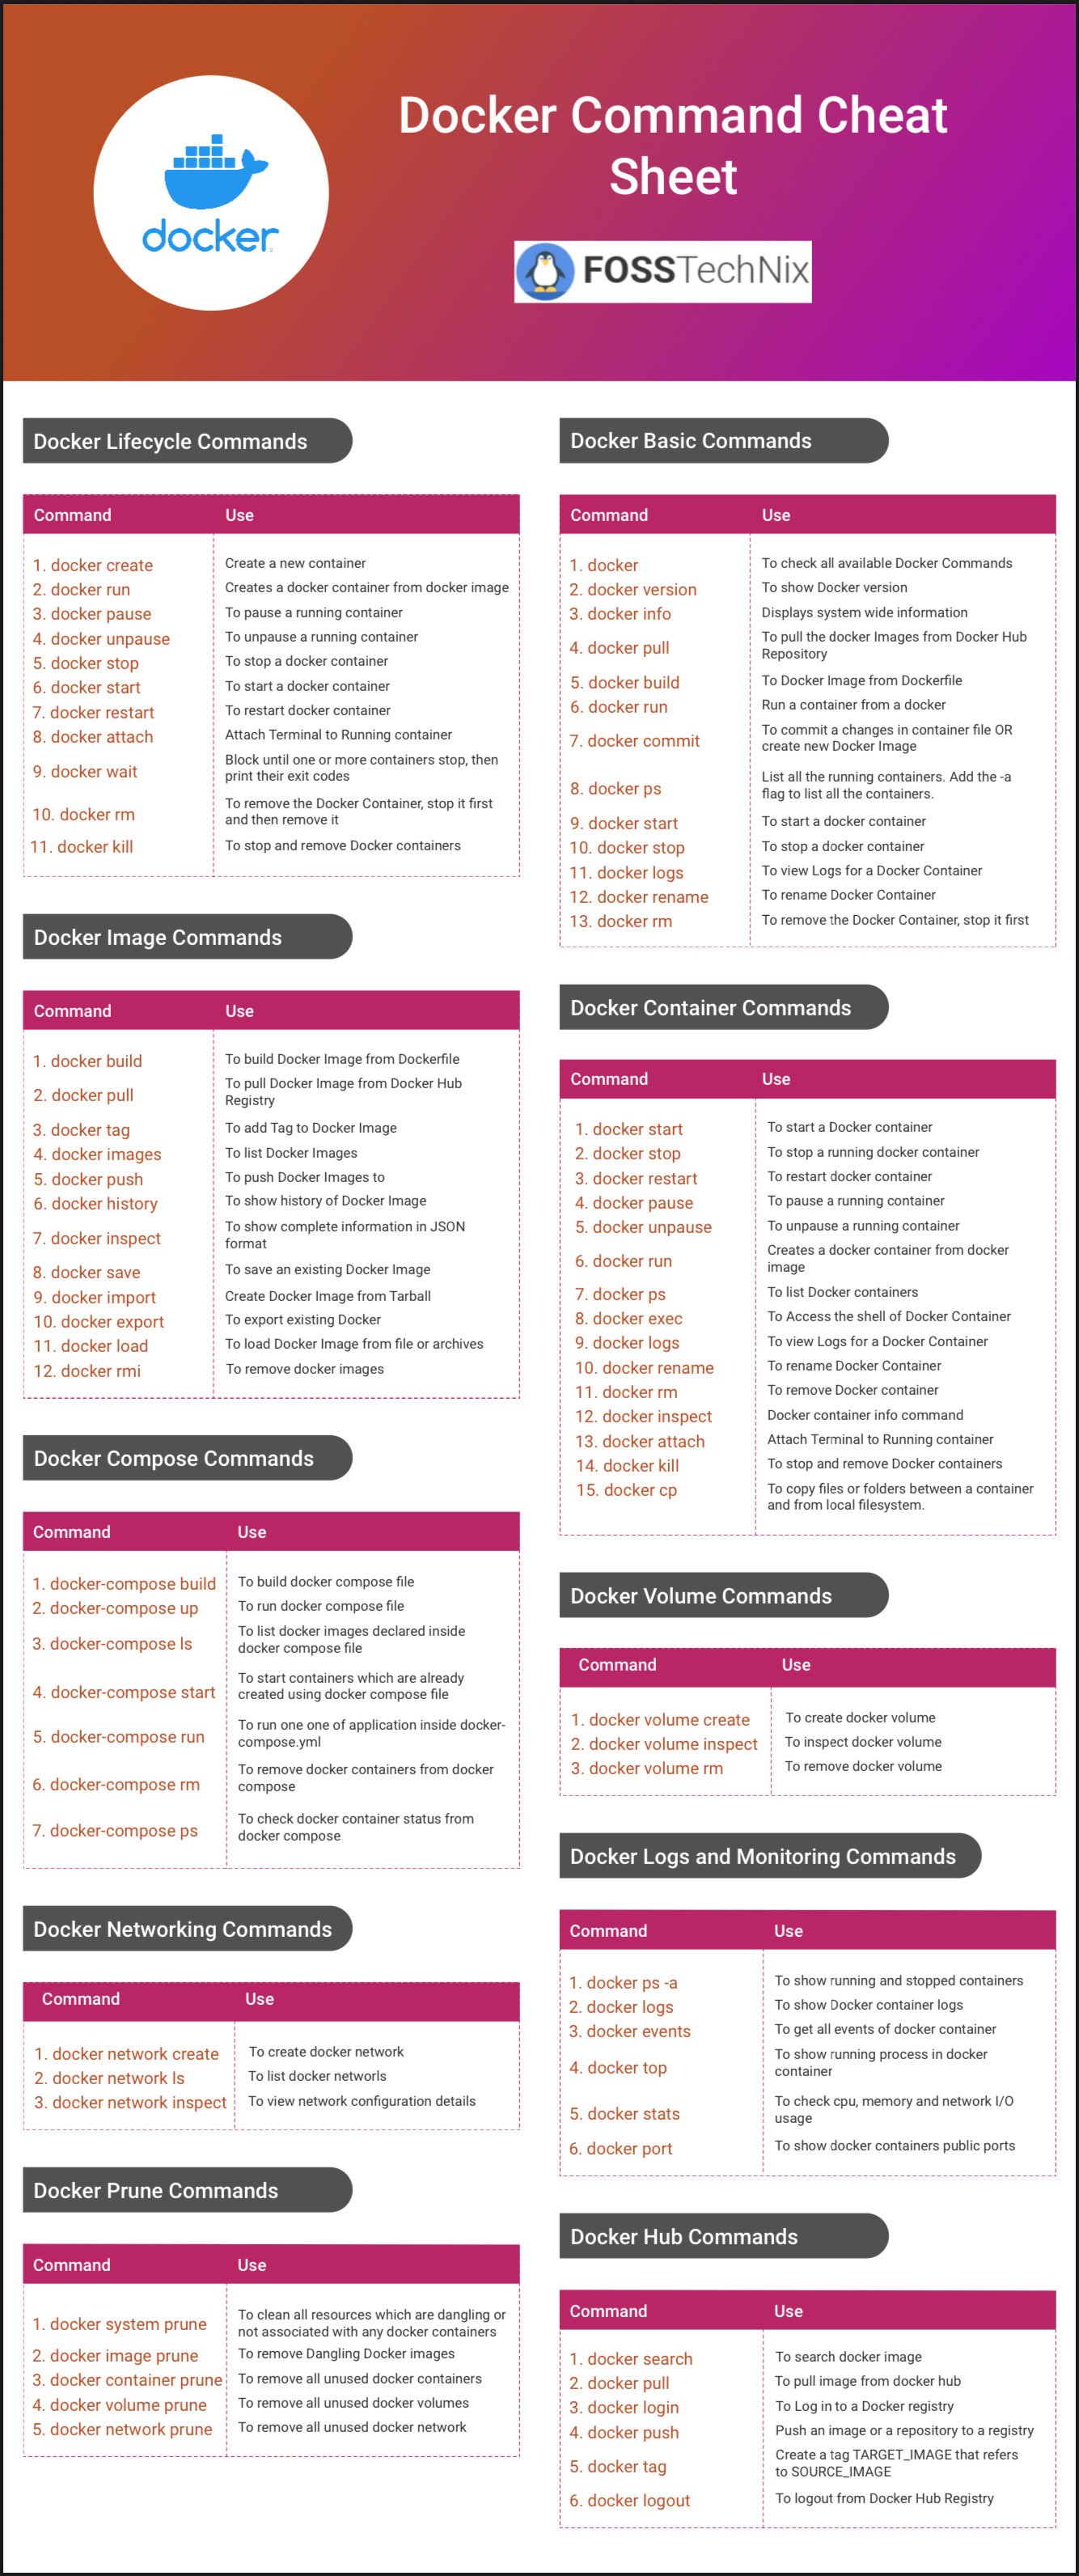 Docker Command Cheat
Sheet
docker
FOSSTechNix
Docker Lifecycle Commands
Command Use
1. docker create Create a new container
2. docker run Creates a docker container from docker image
3. docker pause To pause a running container
4. docker unpause To unpause a running container
5. docker stop To stop a docker container
6. docker start To start a docker container
7. docker restart To restart docker container
8. docker attach Attach Terminal to Running container
9. docker wait Block until one or more containers stop, then
print their exit codes
10. docker rm To remove the Docker Container, stop it first
and then remove it
11. docker kill To stop and remove Docker containers
Docker Image Commands
Command Use
1. docker build To build Docker Image from Dockerfile
2. docker pull To pull Docker Image from Docker Hub
Registry
3. docker tag To add Tag to Docker Image
4. docker images To list Docker Images
5. docker push To push Docker Images to
6. docker history To show history of Docker Image
7. docker inspect To show complete information in JSON
format
8. docker save To save an existing Docker Image
9. docker import Create Docker Image from Tarball
10. docker export To export existing Docker
11. docker load To load Docker Image from file or archives
12. docker rmi To remove docker images
Docker Compose Commands
Command Use
1. docker-compose build To build docker compose file
2. docker-compose up To run docker compose file
3. docker-compose ls To list docker images declared inside
docker compose file
4. docker-compose start To start containers which are already
created using docker compose file
5. docker-compose run To run one one of application inside docker-
compose.yml
6. docker-compose rm To remove docker containers from docker
compose
7. docker-compose ps To check docker container status from
docker compose
Docker Networking Commands
Command Use
1. docker network create To create docker network
2. docker network ls To list docker networls
3. docker network inspect To view network configuration details
Docker Prune Commands
Command Use
1. docker system prune To clean all resources which are dangling or
not associated with any docker containers
2. docker image prune To remove Dangling Docker images
3. docker container prune To remove all unused docker containers
4. docker volume prune To remove all unused docker volumes
5. docker network prune To remove all unused docker network
Docker Basic Commands
Command Use
1. docker To check all available Docker Commands
2. docker version To show Docker version
3. docker info Displays system wide information
4. docker pull To pull the docker Images from Docker Hub
Repository
5. docker build To Docker Image from Dockerfile
6. docker run Run a container from a docker
7. docker commit To commit a changes in container file OR
create new Docker Image
8. docker ps List all the running containers. Add the -a
flag to list all the containers.
9. docker start To start a docker container
10. docker stop To stop a docker container
11. docker logs To view Logs for a Docker Container
12. docker rename To rename Docker Container
13. docker rm To remove the Docker Container, stop it first
Docker Container Commands
Command Use
1. docker start To start a Docker container
2. docker stop To stop a running docker container
3. docker restart To restart docker container
4. docker pause To pause a running container
5. docker unpause To unpause a running container
6. docker run Creates a docker container from docker
image
7. docker ps To list Docker containers
8. docker exec To Access the shell of Docker Container
9. docker logs To view Logs for a Docker Container
10. docker rename To rename Docker Container
11. docker rm To remove Docker container
12. docker inspect Docker container info command
13. docker attach Attach Terminal to Running container
14. docker kill To stop and remove Docker containers
15. docker cp To copy files or folders between a container
and from local filesystem.
Docker Volume Commands
Command Use
1. docker volume create To create docker volume
2. docker volume inspect To inspect docker volume
3. docker volume rm To remove docker volume
Docker Logs and Monitoring Commands
Command Use
1. docker ps -a To show running and stopped containers
2. docker logs To show Docker container logs
3. docker events To get all events of docker container
4. docker top To show running process in docker
container
5. docker stats To check cpu, memory and network I/O
usage
6. docker port To show docker containers public ports
Docker Hub Commands
Command Use
1. docker search To search docker image
2. docker pull To pull image from docker hub
3. docker login To Log in to a Docker registry
4. docker push Push an image or a repository to a registry
5. docker tag Create a tag TARGET_IMAGE that refers
to SOURCE_IMAGE
6. docker logout To logout from Docker Hub Registry